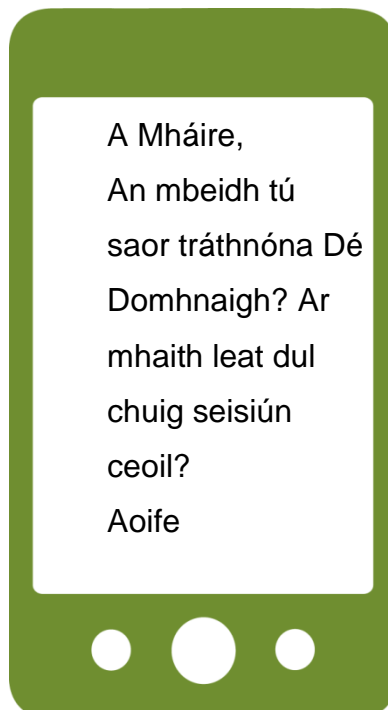 A Mháire,
An mbeidh tú
saor tráthnóna Dé
Domhnaigh? Ar
mhaith leat dul
chuig seisiún
ceoil?
Aoife